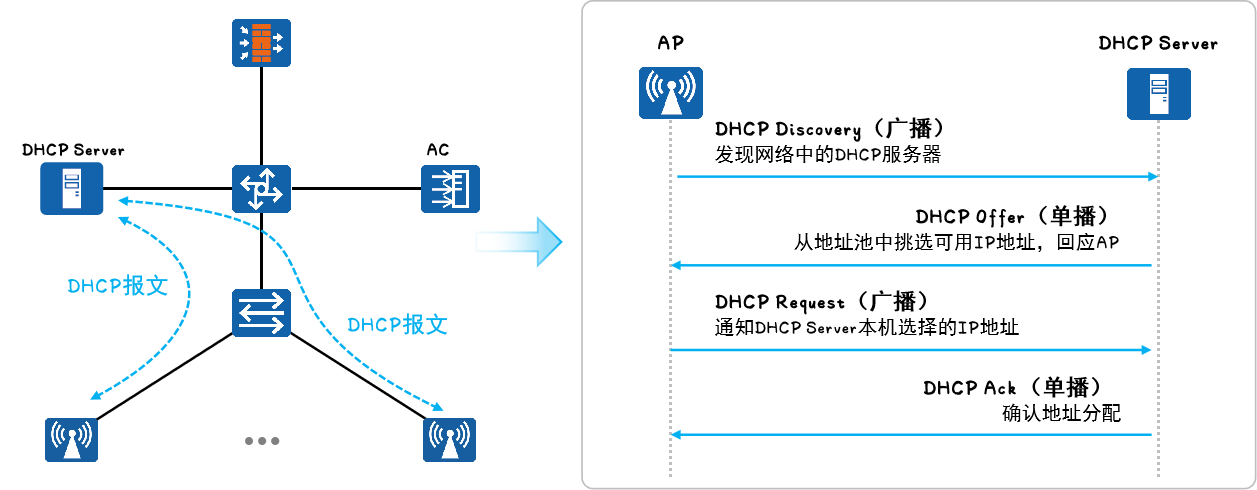 DHCP Server
AC
DHCP报文
DHCP报文
AP
DHCP Server
DHCP Discovery（广播）
发现网络中的DHCP服务器
DHCP Offer（单播）
从地址池中挑选可用IP地址，回应AP
DHCP Request（广播）
通知DHCP Server本机选择的IP地址
DHCP Ack（单播）
确认地址分配